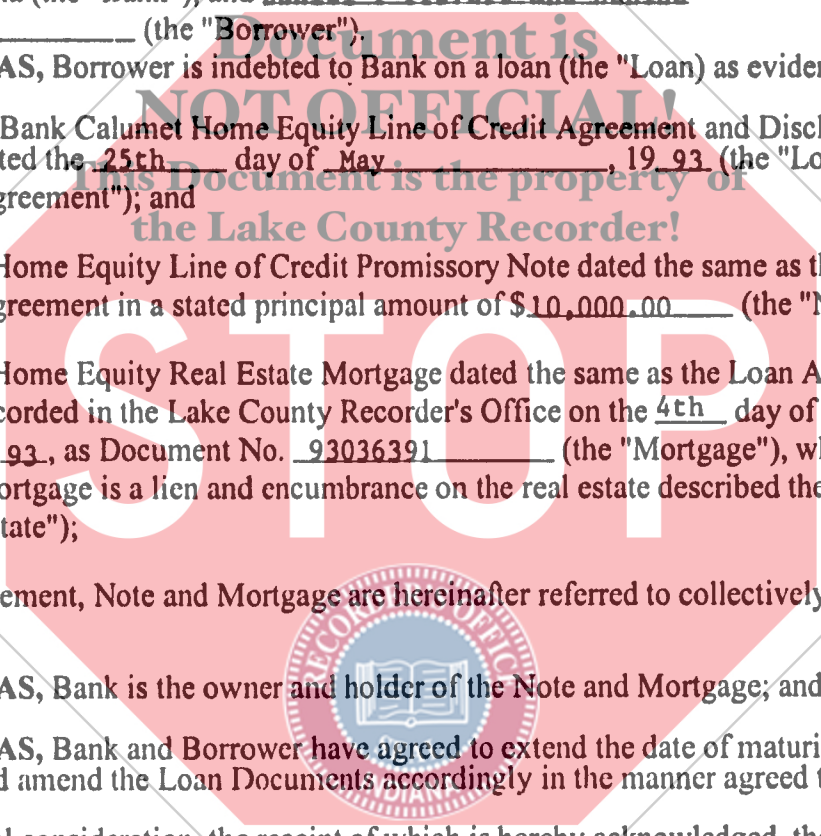 (the "Borrower").
Document is
AS, Borrower is indebted to Bank on a loan (the "Loan) as eviden
NOT OFFICIAL!
Bank Calumet Home Equity Line of Credit Agreement and Discl
ted the 25th day of May, 19 93 (the "Lo
This Document is the property of
greement"); and
the Lake County Recorder!
Home Equity Line of Credit Promissory Note dated the same as th
greement in a stated principal amount of $10,000.00 (the "N
STOP
Home Equity Real Estate Mortgage dated the same as the Loan A
corded in the Lake County Recorder's Office on the 4th day of
93, as Document No. 93036391 (the "Mortgage"), wh
ortgage is a lien and encumbrance on the real estate described the
tate");
ement, Note and Mortgage are hereinafter referred to collectively
RECORDER'S OFFICE
AS, Bank is the owner and holder of the Note and Mortgage; and
AS, Bank and Borrower have agreed to extend the date of maturi
d amend the Loan Documents accordingly in the manner agreed t
INDIANA